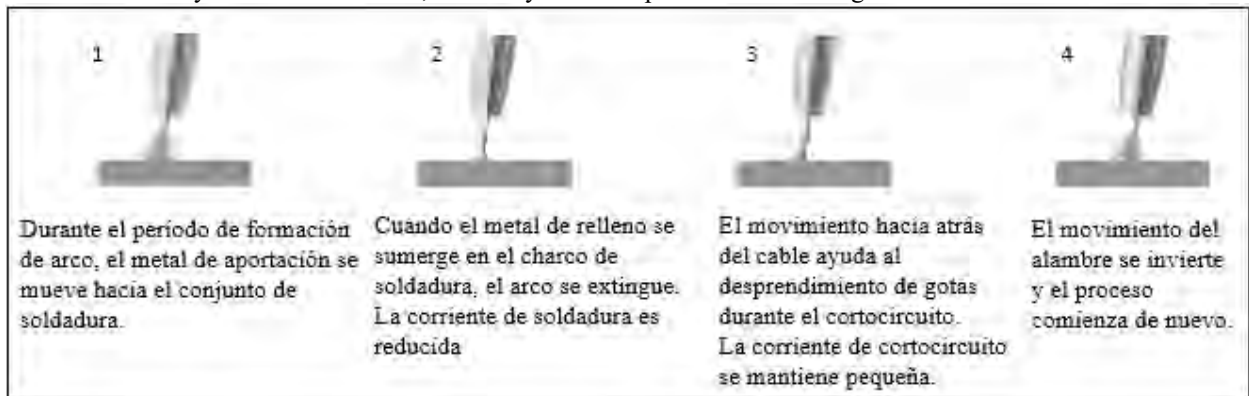 1
2
3
4
Durante el periodo de formación
de arco, el metal de aportación se
mueve hacia el conjunto de
soldadura.
Cuando el metal de relleno se
sumerge en el charco de
soldadura, el arco se extingue.
La corriente de soldadura es
reducida
El movimiento hacia atrás
del cable ayuda al
desprendimiento de gotas
durante el cortocircuito.
La corriente de cortocircuito
se mantiene pequeña.
El movimiento del
alambre se invierte
y el proceso
comienza de nuevo.